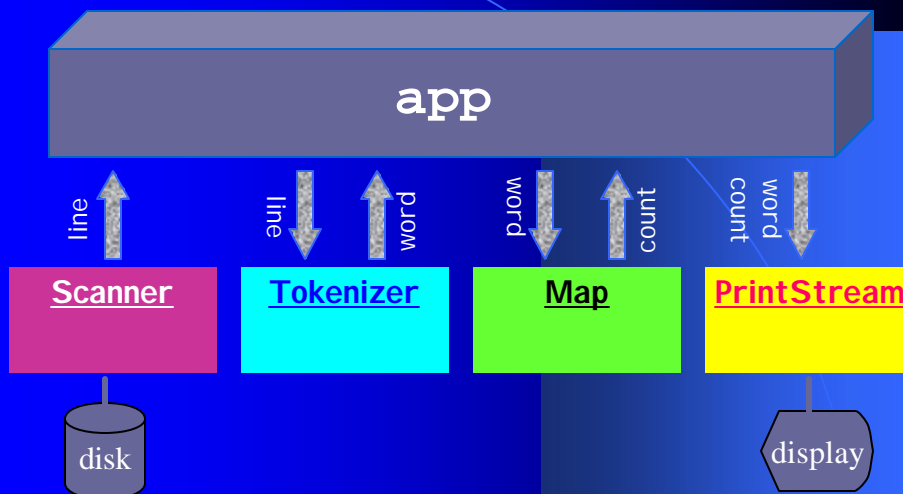 app
line
line
word
word
count
word
count
Scanner
Tokenizer
Map
PrintStream
disk
display